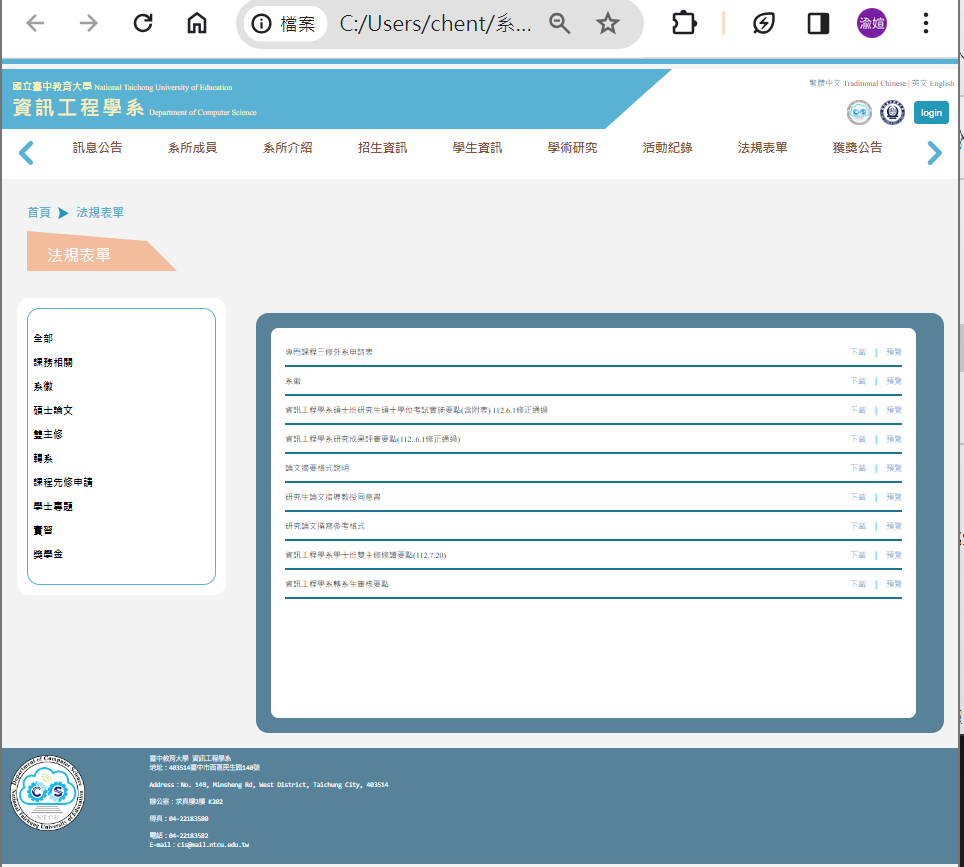 檔案 C:/Users/chent/系... 渝媗
國立臺中教育大學 National Taichung University of Education
資訊工程學系 Department of Computer Science
繁體中文 Traditional Chinese | 英文 English
login
訊息公告 系所成員 系所介紹 招生資訊 學生資訊 學術研究 活動紀錄 法規表單 獲獎公告
首頁 ▶ 法規表單
法規表單
全部
課務相關
系徽
碩士論文
雙主修
轉系
課程先修申請
學士專題
實習
獎學金
專門課程三修外系申請表 下載 | 預覽
系徽 下載 | 預覽
資訊工程學系碩士班研究生碩士學位考試實施要點(含附表) 112.6.1修正通過 下載 | 預覽
資訊工程學系研究成果評審要點(112..6.1修正通過) 下載 | 預覽
論文摘要格式說明 下載 | 預覽
研究生論文指導教授同意書 下載 | 預覽
研究論文撰寫參考格式 下載 | 預覽
資訊工程學系學士班雙主修修讀要點(112.7.20) 下載 | 預覽
資訊工程學系轉系生審核要點 下載 | 預覽
Department of Computer Science
CS
NTCU
National Taichung University of Education
臺中教育大學 資訊工程學系
地址：403514臺中市西區民生路140號
Address：No. 140, Minsheng Rd, West District, Taichung City, 403514
辦公室：求真樓2樓 K202
傳真：04-22183580
電話：04-22183582
E-mail：cis@mail.ntcu.edu.tw